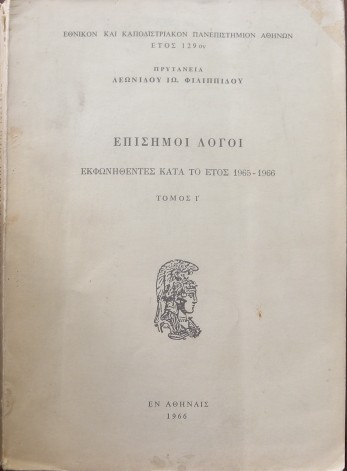 ΕΘΝΙΚΟΝ ΚΑΙ ΚΑΠΟΔΙΣΤΡΙΑΚΟΝ ΠΑΝΕΠΙΣΤΗΜΙΟΝ ΑΘΗΝΩΝ
ΕΤΟΣ 129ον
ΠΡΥΤΑΝΕΙΑ
ΛΕΩΝΙΔΟΥ ΙΩ. ΦΙΛΙΠΠΙΔΟΥ
ΕΠΙΣΗΜΟΙ ΛΟΓΟΙ
ΕΚΦΩΝΗΘΕΝΤΕΣ ΚΑΤΑ ΤΟ ΕΤΟΣ 1965-1966
ΤΟΜΟΣ Γ
ΕΝ ΑΘΗΝΑΙΣ
1966